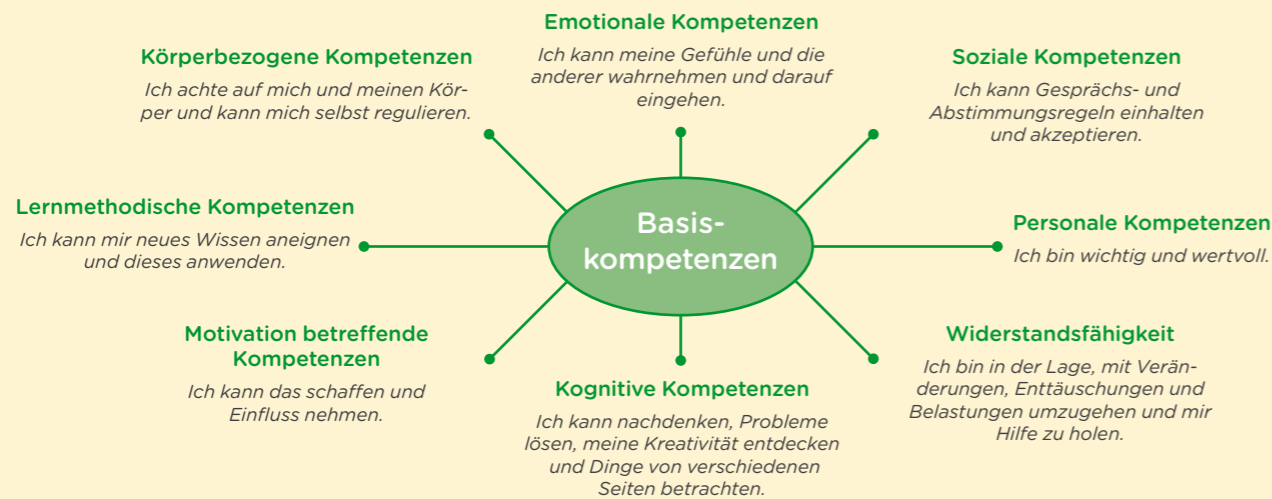 Emotionale Kompetenzen
Ich kann meine Gefühle und die
anderer wahrnehmen und darauf
eingehen.
Körperbezogene Kompetenzen
Ich achte auf mich und meinen Kör-
per und kann mich selbst regulieren.
Soziale Kompetenzen
Ich kann Gesprächs- und
Abstimmungsregeln einhalten
und akzeptieren.
Lernmethodische Kompetenzen
Ich kann mir neues Wissen aneignen
und dieses anwenden.
Basis-
kompetenzen
Personale Kompetenzen
Ich bin wichtig und wertvoll.
Motivation betreffende
Kompetenzen
Ich kann das schaffen und
Einfluss nehmen.
Kognitive Kompetenzen
Ich kann nachdenken, Probleme
lösen, meine Kreativität entdecken
und Dinge von verschiedenen
Seiten betrachten.
Widerstandsfähigkeit
Ich bin in der Lage, mit Verän-
derungen, Enttäuschungen und
Belastungen umzugehen und mir
Hilfe zu holen.